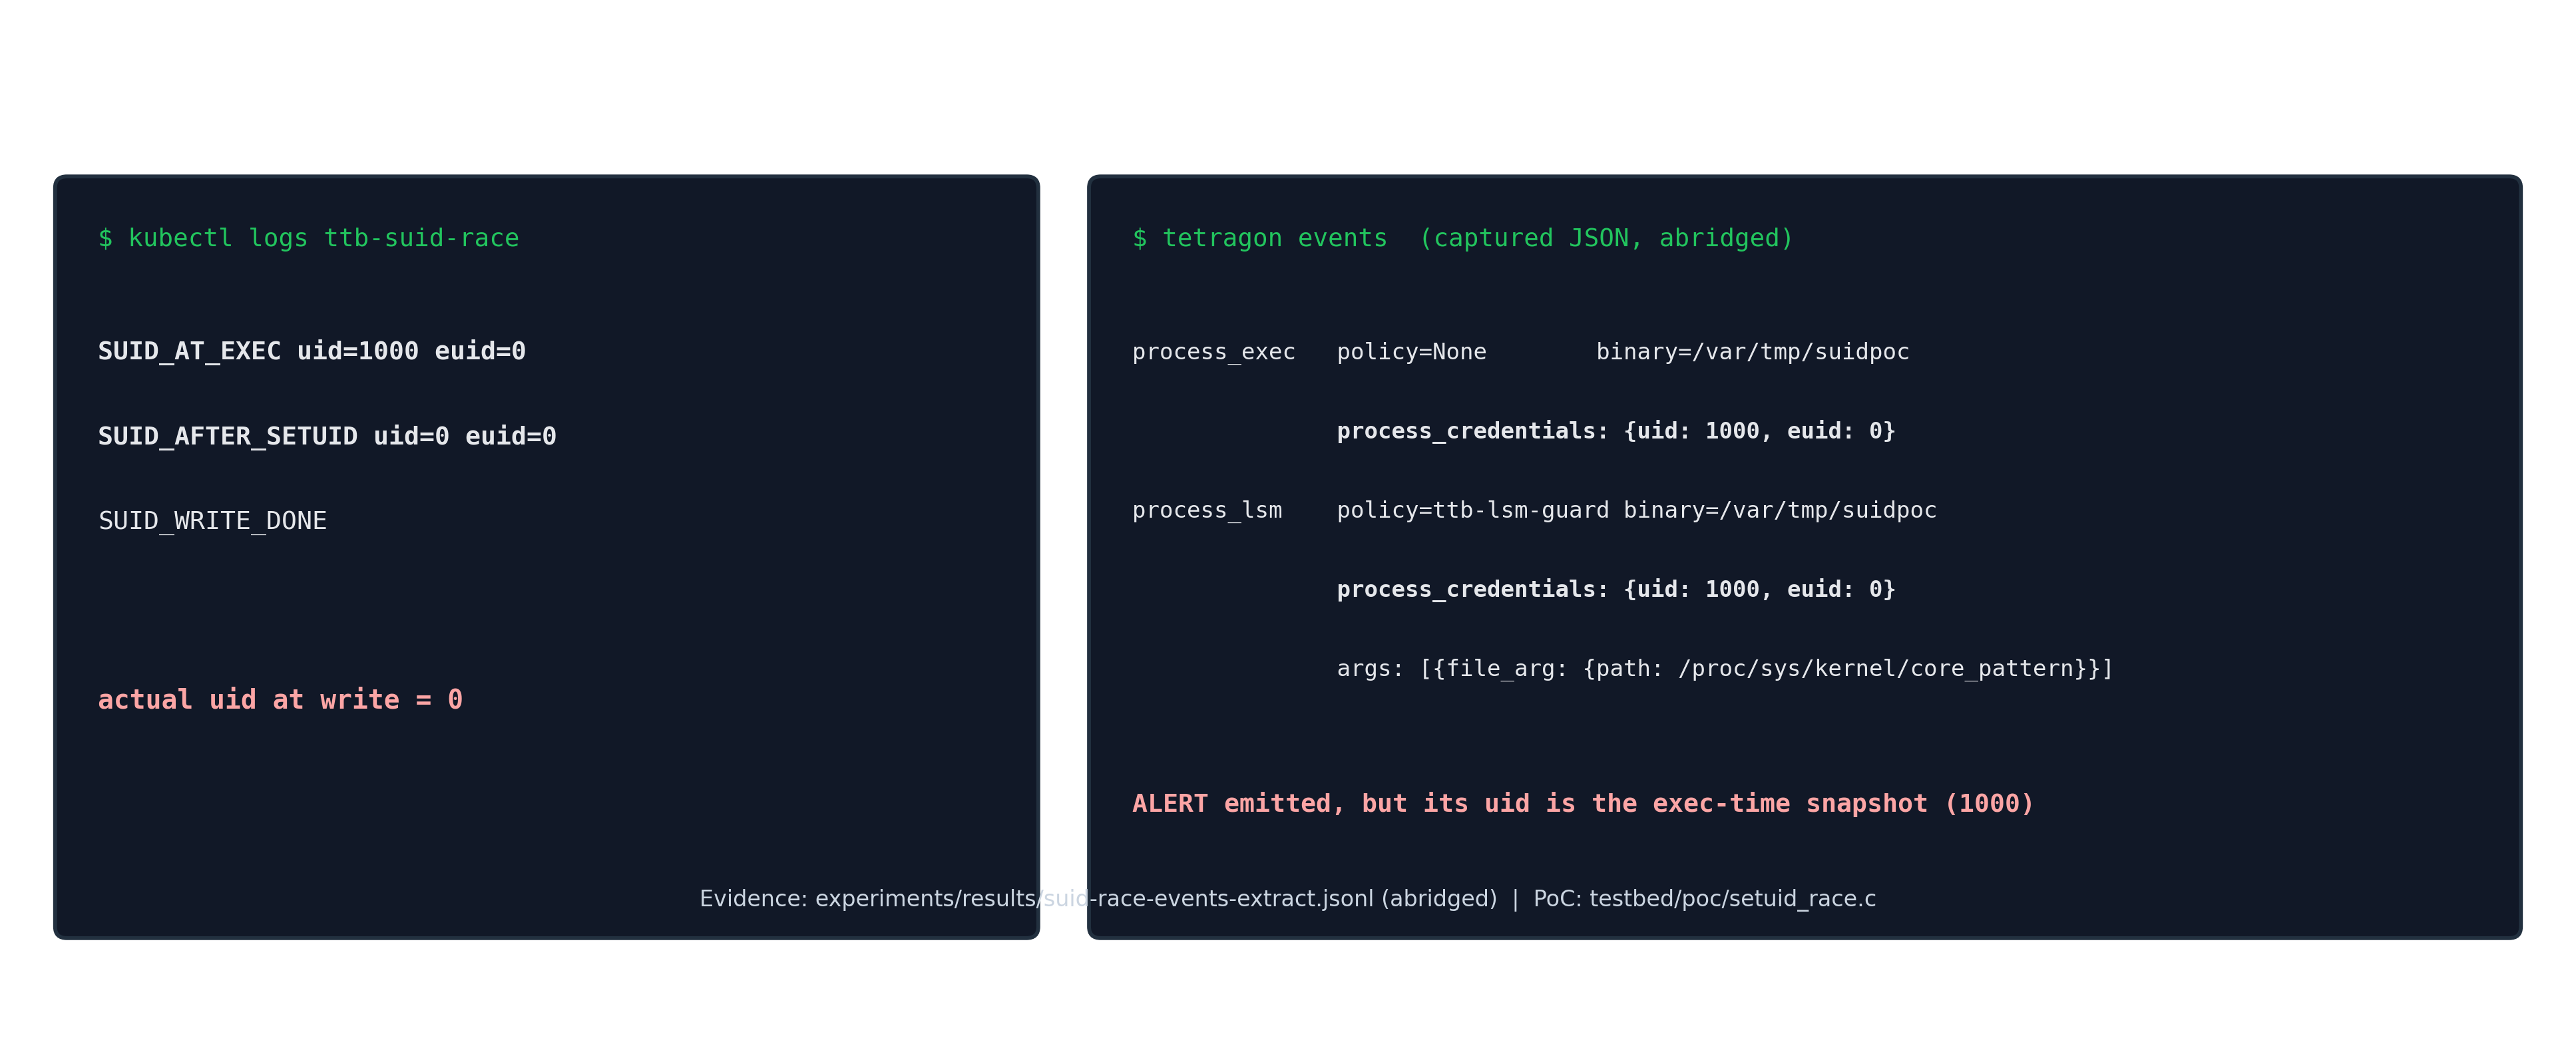 $ kubectl logs ttb-suid-race
SUID_AT_EXEC uid=1000 euid=0
SUID_AFTER_SETUID uid=0 euid=0
SUID_WRITE_DONE
actual uid at write = 0
$ tetragon events  (captured JSON, abridged)
process_exec   policy=None        binary=/var/tmp/suidpoc
process_credentials: {uid: 1000, euid: 0}
process_lsm    policy=ttb-lsm-guard binary=/var/tmp/suidpoc
process_credentials: {uid: 1000, euid: 0}
args: [{file_arg: {path: /proc/sys/kernel/core_pattern}}]
ALERT emitted, but its uid is the exec-time snapshot (1000)
Evidence: experiments/results/suid-race-events-extract.jsonl (abridged)  |  PoC: testbed/poc/setuid_race.c